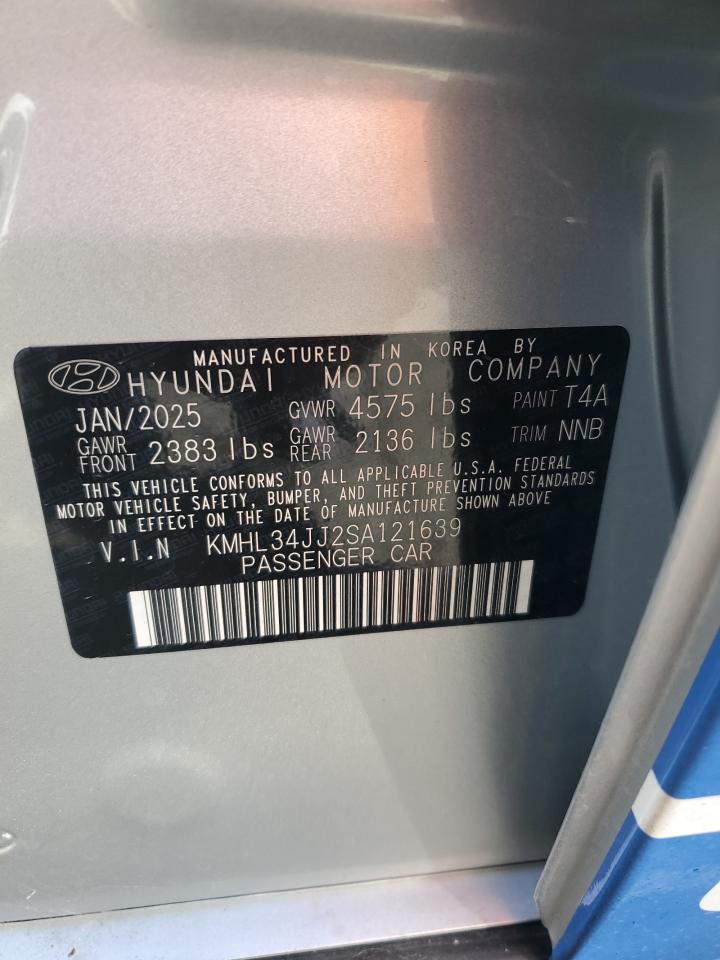 MANUFACTURED IN KOREA BY
HYUNDAI MOTOR COMPANY
JAN/2025 GVWR 4575 lbs PAINT T4A
GAWR FRONT 2383 lbs GAWR REAR 2136 lbs TRIM NNB
THIS VEHICLE CONFORMS TO ALL APPLICABLE U.S.A. FEDERAL
MOTOR VEHICLE SAFETY, BUMPER, AND THEFT PREVENTION STANDARDS
IN EFFECT ON THE DATE OF MANUFACTURE SHOWN ABOVE
V.I.N KMHL34JJ2SA121639
PASSENGER CAR